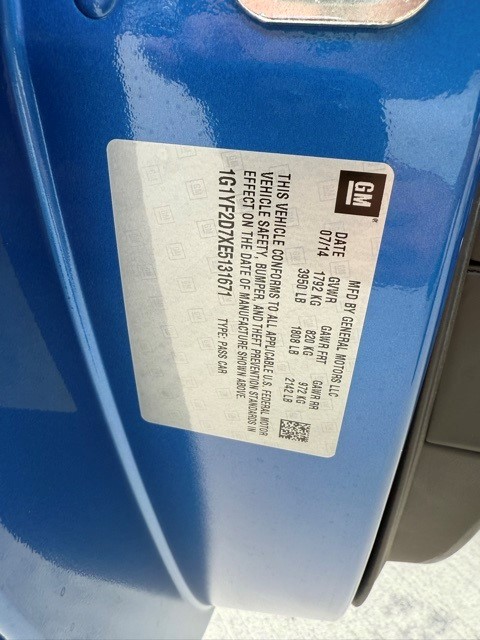 GM
MFD BY GENERAL MOTORS LLC
DATE GVWR GAWR FRT GAWR RR
07/14 1792 KG 820 KG 972 KG
3950 LB 1808 LB 2142 LB
THIS VEHICLE CONFORMS TO ALL APPLICABLE U.S. FEDERAL MOTOR
VEHICLE SAFETY, BUMPER, AND THEFT PREVENTION STANDARDS IN
EFFECT ON THE DATE OF MANUFACTURE SHOWN ABOVE.
1G1YF2D7XE5131671 TYPE: PASS CAR